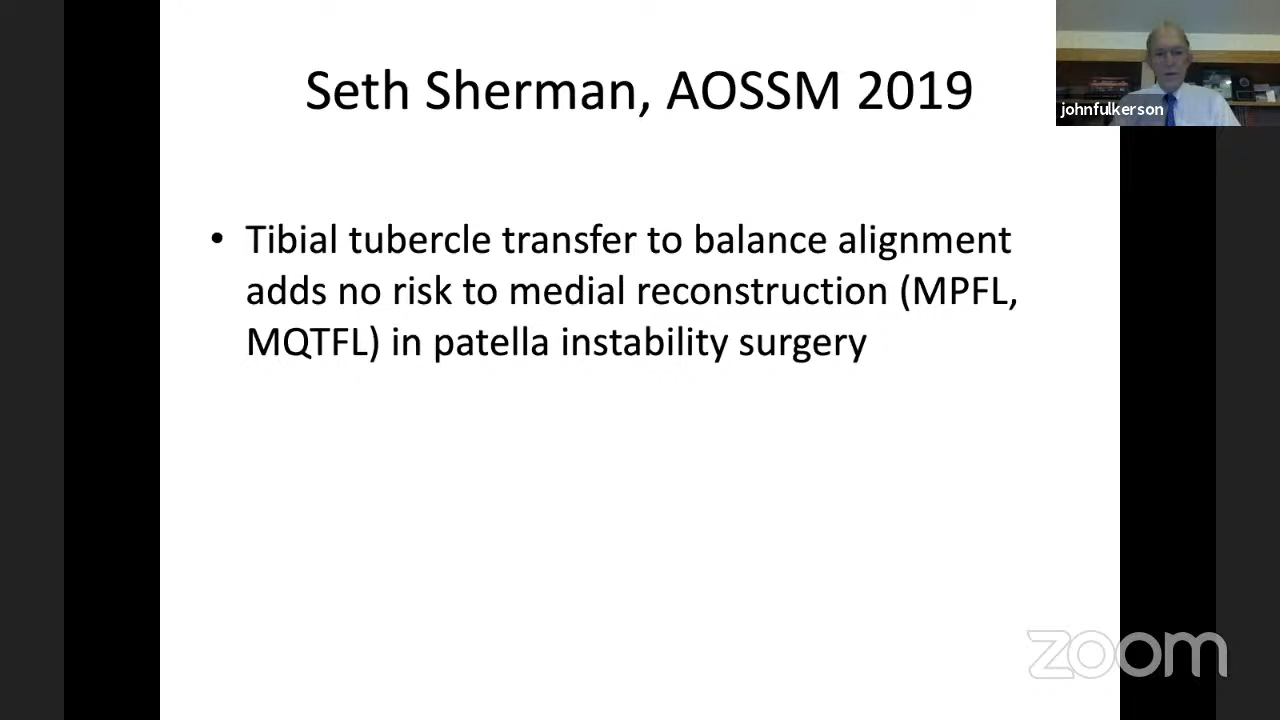 Seth Sherman, AOSSM 2019
johnfulkerson
• Tibial tubercle transfer to balance alignment
adds no risk to medial reconstruction (MPFL,
MQTFL) in patella instability surgery
zoom